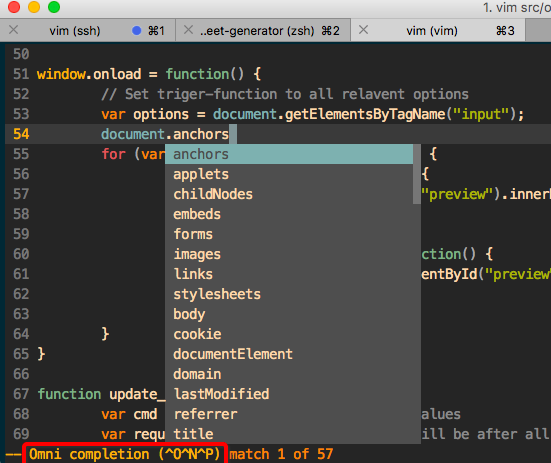 1. vim src/o
vim (ssh) ⌘1 ..eet-generator (zsh) ⌘2 vim (vim) ⌘3
50
51 window.onload = function() {
52 // Set triger-function to all relavent options
53 var options = document.getElementsByTagName("input");
54 document.anchors
55 for (var anchors {
56 applets {
57 childNodes "preview").innerH
58 embeds
59 forms
60 images ction() {
61 links entById("preview"
62 stylesheets
63 body
64 } cookie
65 } documentElement
66 domain
67 function update_ lastModified
68 var cmd referrer alues
69 var requ title ill be after all
-- Omni completion (^O^N^P) match 1 of 57